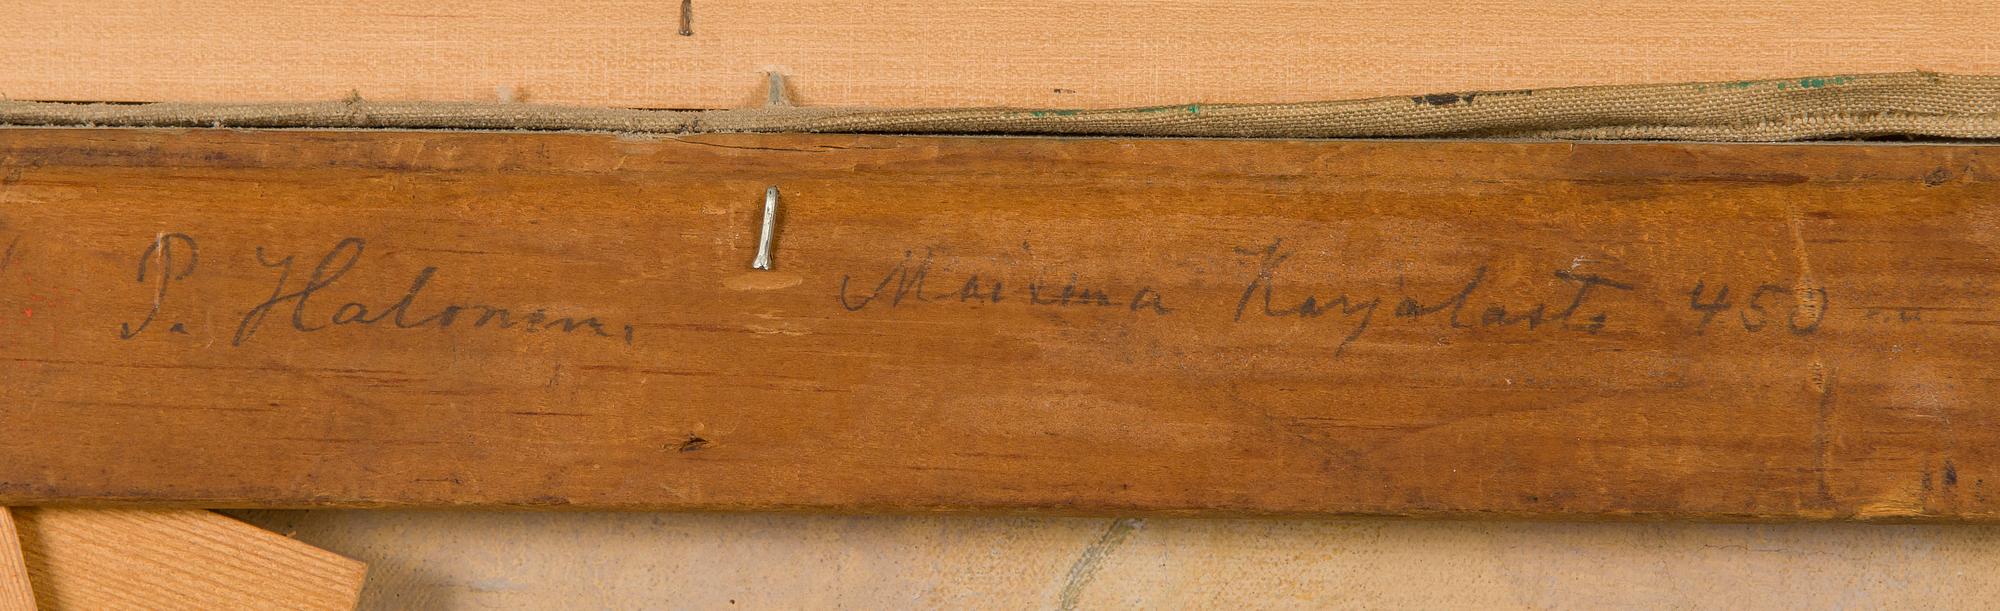 P. Halonen. Maisema Karjalasta 450